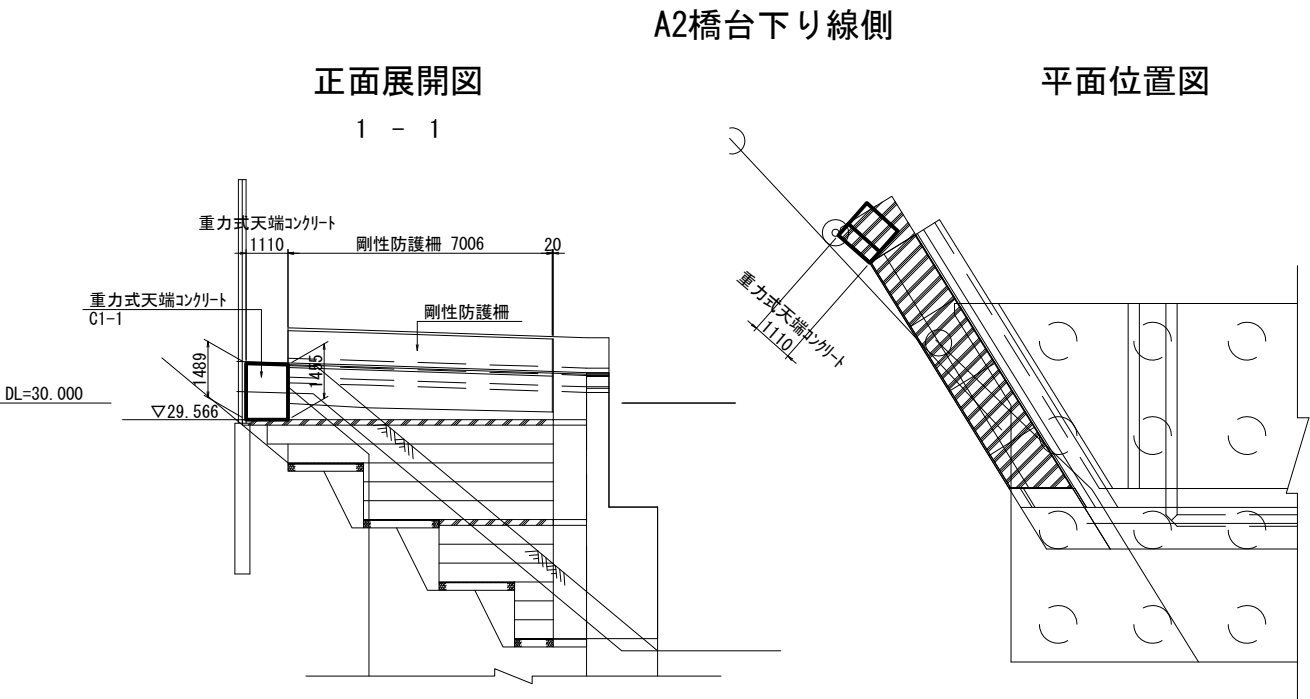 A2橋台下り線側
正面展開図
平面位置図
1 - 1
重力式天端コンクリート
1110
剛性防護柵 7006
20
重力式天端コンクリート
C1-1
剛性防護柵
1489
1455
DL=30.000
▽29.566
重力式天端コンクリート
1110